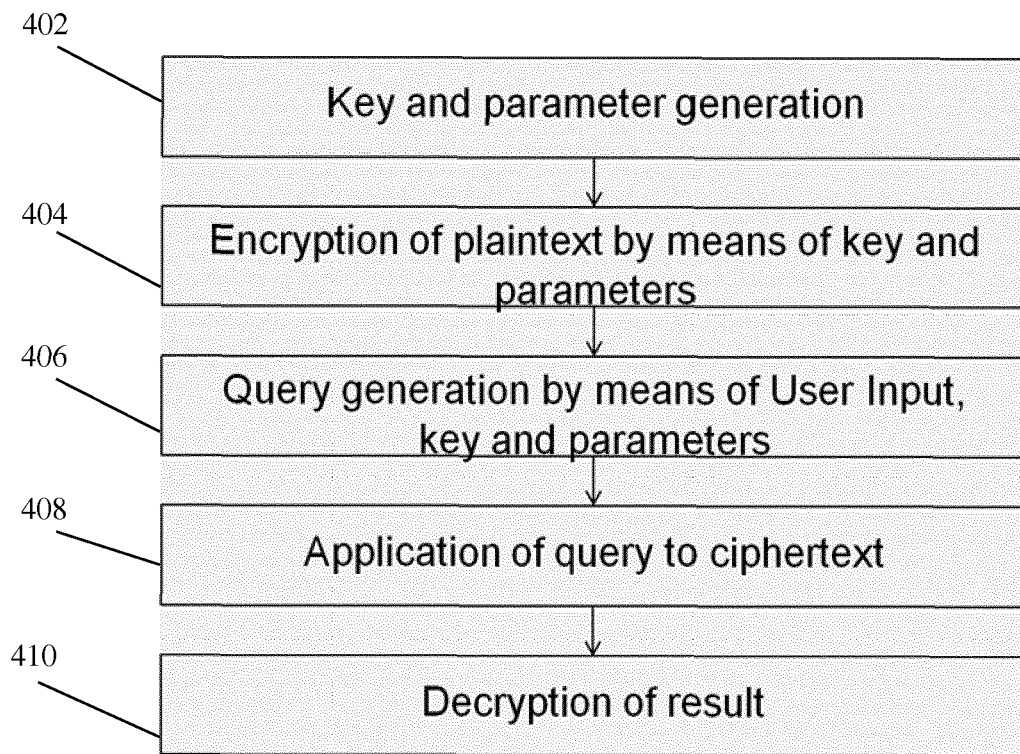 402
Key and parameter generation
404
Encryption of plaintext by means of key and
parameters
406
Query generation by means of User Input,
key and parameters
408
Application of query to ciphertext
410
Decryption of result